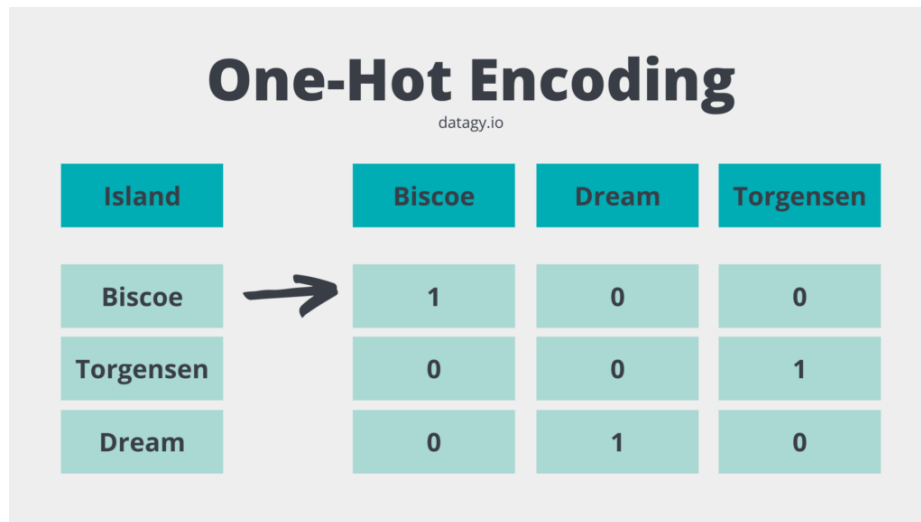 One-Hot Encoding
datagy.io
Island Biscoe Dream Torgensen
Biscoe 1 0 0
Torgensen 0 0 1
Dream 0 1 0